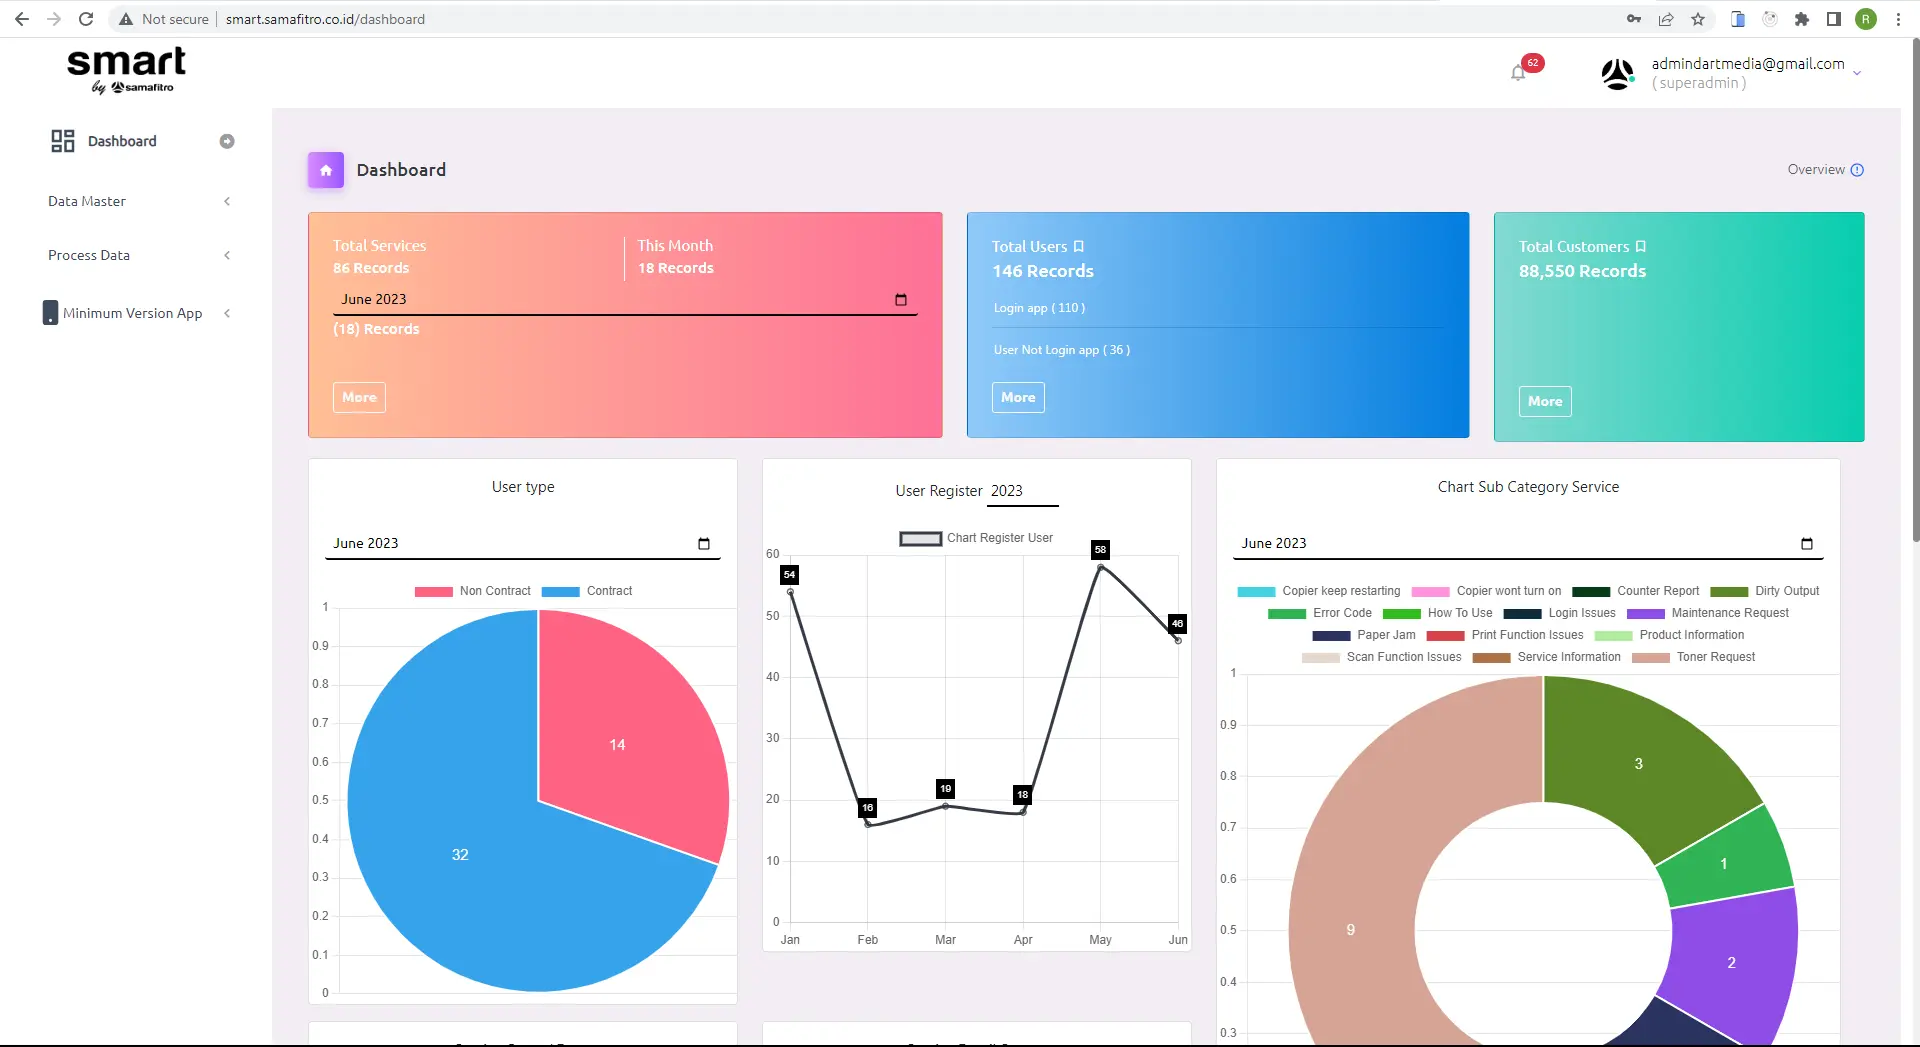 Not secure | smart.samafitro.co.id/dashboard
R
smart
by samafitro
62
admindartmedia@gmail.com
( superadmin )
Dashboard
Data Master
Process Data
Minimum Version App
Dashboard
Overview
Total Services
86 Records
This Month
18 Records
June 2023
(18) Records
More
Total Users
146 Records
Login app ( 110 )
User Not Login app ( 36 )
More
Total Customers
88,550 Records
More
User type
June 2023
Non Contract Contract
1
0.9
0.8
0.7
0.6
0.5
0.4
0.3
0.2
0.1
0
14
32
User Register 2023
Chart Register User
60
50
40
30
20
10
0
54
16
19
18
58
46
Jan Feb Mar Apr May Jun
Chart Sub Category Service
June 2023
Copier keep restarting Copier wont turn on Counter Report Dirty Output
Error Code How To Use Login Issues Maintenance Request
Paper Jam Print Function Issues Product Information
Scan Function Issues Service Information Toner Request
1
0.9
0.8
0.7
0.6
0.5
0.4
0.3
3
1
2
9